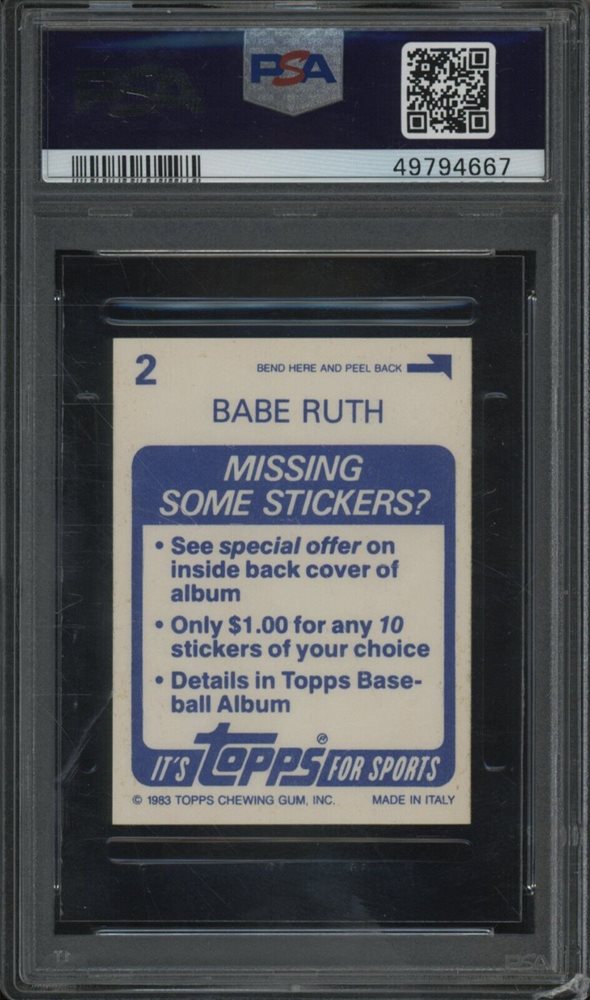 PSA
49794667
2
BEND HERE AND PEEL BACK
BABE RUTH
MISSING
SOME STICKERS?
• See special offer on
inside back cover of
album
• Only $1.00 for any 10
stickers of your choice
• Details in Topps Base-
ball Album
IT'S topps® FOR SPORTS
© 1983 TOPPS CHEWING GUM, INC. MADE IN ITALY
PSA